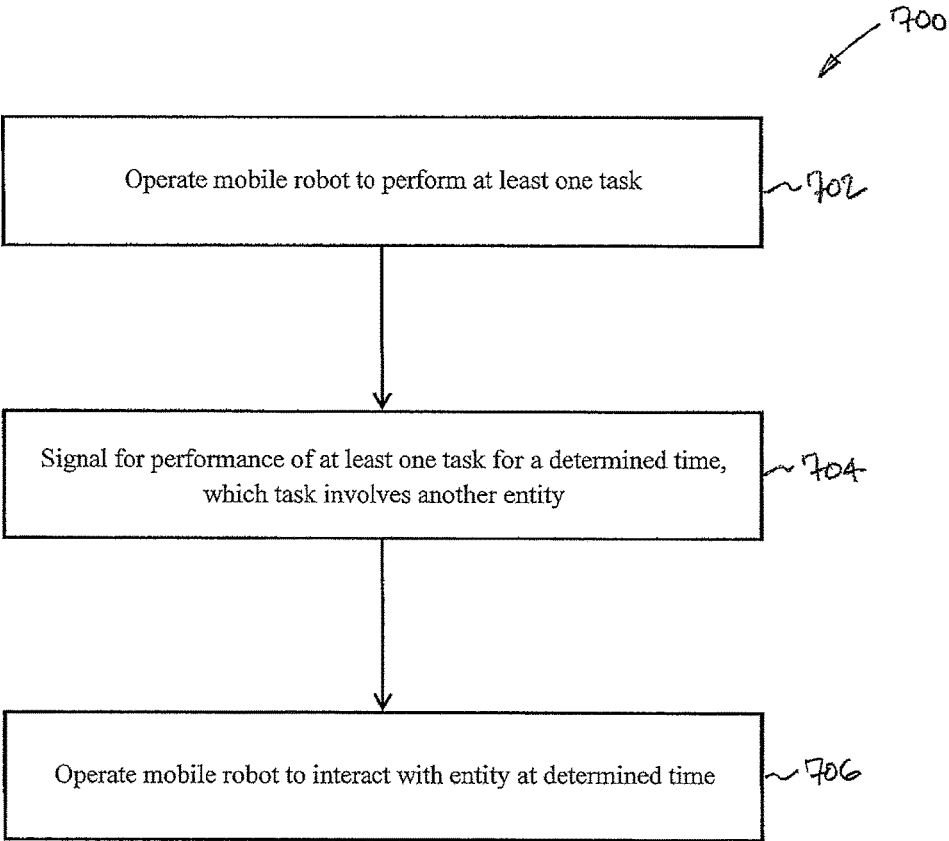 700
Operate mobile robot to perform at least one task
702
Signal for performance of at least one task for a determined time,
which task involves another entity
704
Operate mobile robot to interact with entity at determined time
706